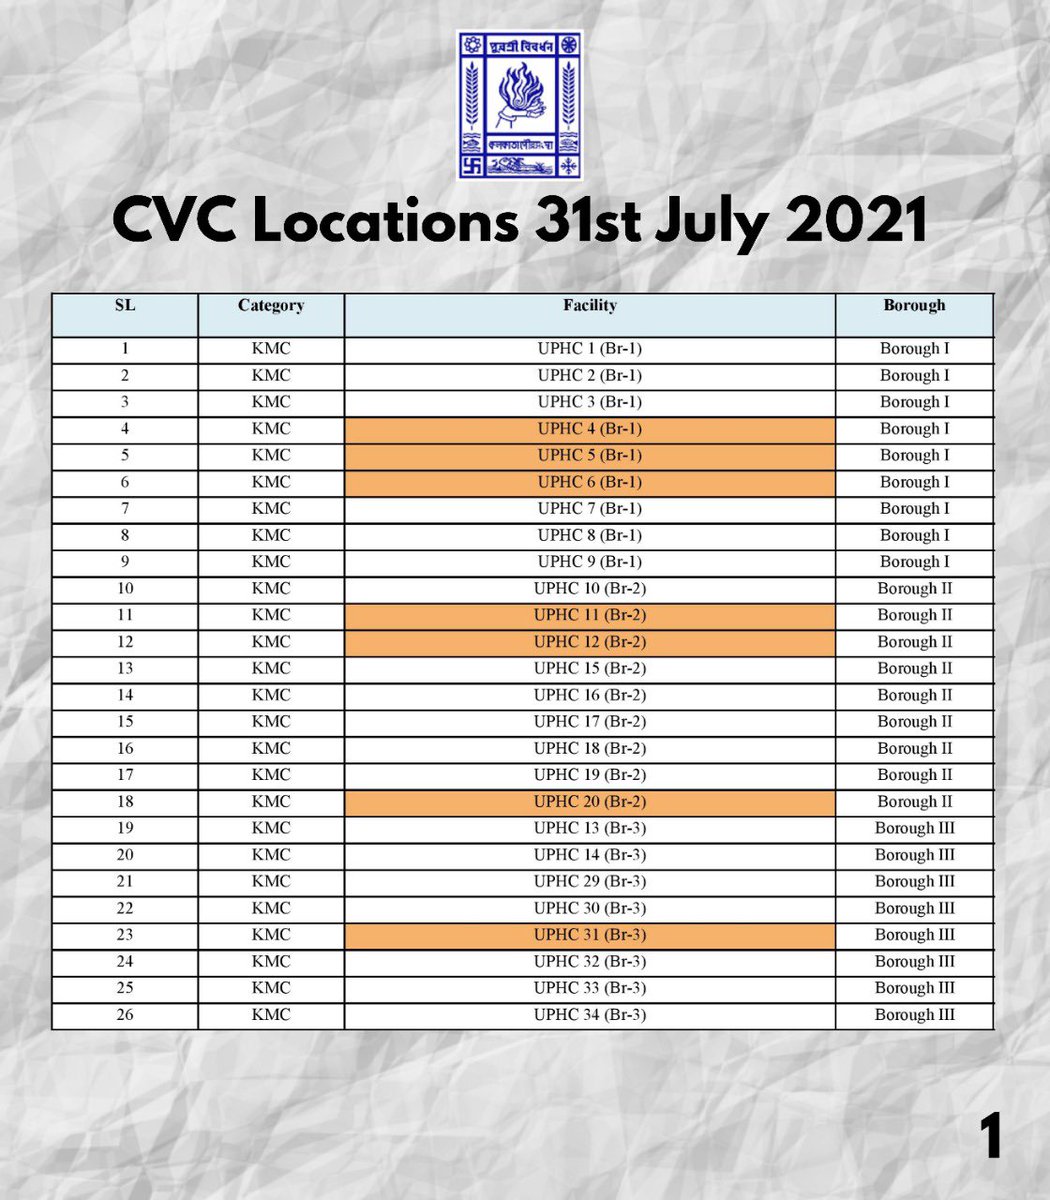 পুরশ্রী বিবর্ধন
কলকাতা পৌরসংস্থা
CVC Locations 31st July 2021
SL Category Facility Borough
1 KMC UPHC 1 (Br-1) Borough I
2 KMC UPHC 2 (Br-1) Borough I
3 KMC UPHC 3 (Br-1) Borough I
4 KMC UPHC 4 (Br-1) Borough I
5 KMC UPHC 5 (Br-1) Borough I
6 KMC UPHC 6 (Br-1) Borough I
7 KMC UPHC 7 (Br-1) Borough I
8 KMC UPHC 8 (Br-1) Borough I
9 KMC UPHC 9 (Br-1) Borough I
10 KMC UPHC 10 (Br-2) Borough II
11 KMC UPHC 11 (Br-2) Borough II
12 KMC UPHC 12 (Br-2) Borough II
13 KMC UPHC 15 (Br-2) Borough II
14 KMC UPHC 16 (Br-2) Borough II
15 KMC UPHC 17 (Br-2) Borough II
16 KMC UPHC 18 (Br-2) Borough II
17 KMC UPHC 19 (Br-2) Borough II
18 KMC UPHC 20 (Br-2) Borough II
19 KMC UPHC 13 (Br-3) Borough III
20 KMC UPHC 14 (Br-3) Borough III
21 KMC UPHC 29 (Br-3) Borough III
22 KMC UPHC 30 (Br-3) Borough III
23 KMC UPHC 31 (Br-3) Borough III
24 KMC UPHC 32 (Br-3) Borough III
25 KMC UPHC 33 (Br-3) Borough III
26 KMC UPHC 34 (Br-3) Borough III
1